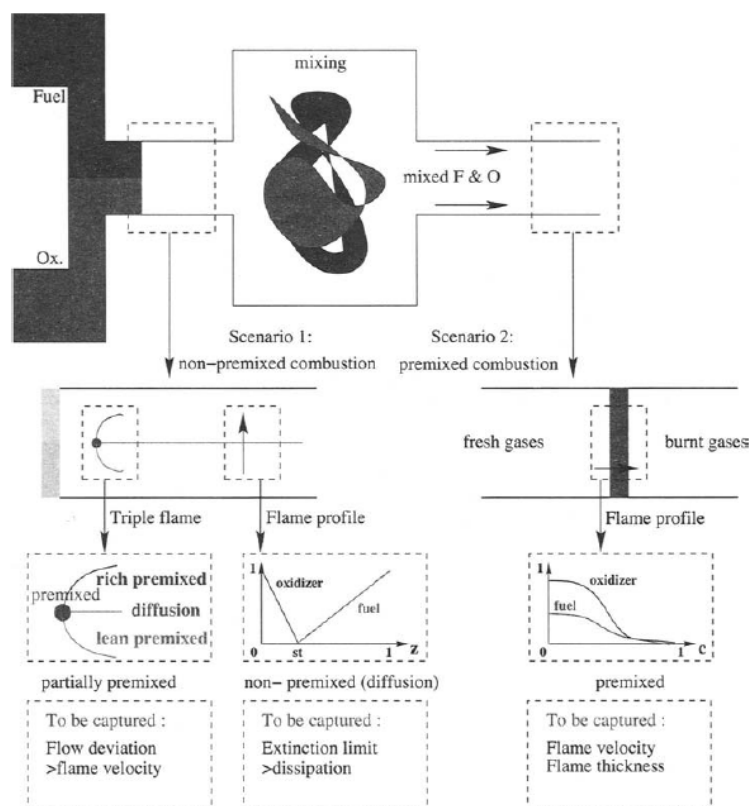 mixing
Fuel
mixed F & O
Ox.
Scenario 1:
non-premixed combustion
Scenario 2:
premixed combustion
fresh gases
burnt gases
Triple flame
Flame profile
Flame profile
premixed
rich premixed
diffusion
lean premixed
1
oxidizer
fuel
0
st
1
z
1
oxidizer
fuel
0
1
c
partially premixed
non- premixed (diffusion)
premixed
To be captured :
Flow deviation
>flame velocity
To be captured :
Extinction limit
>dissipation
To be captured :
Flame velocity
Flame thickness